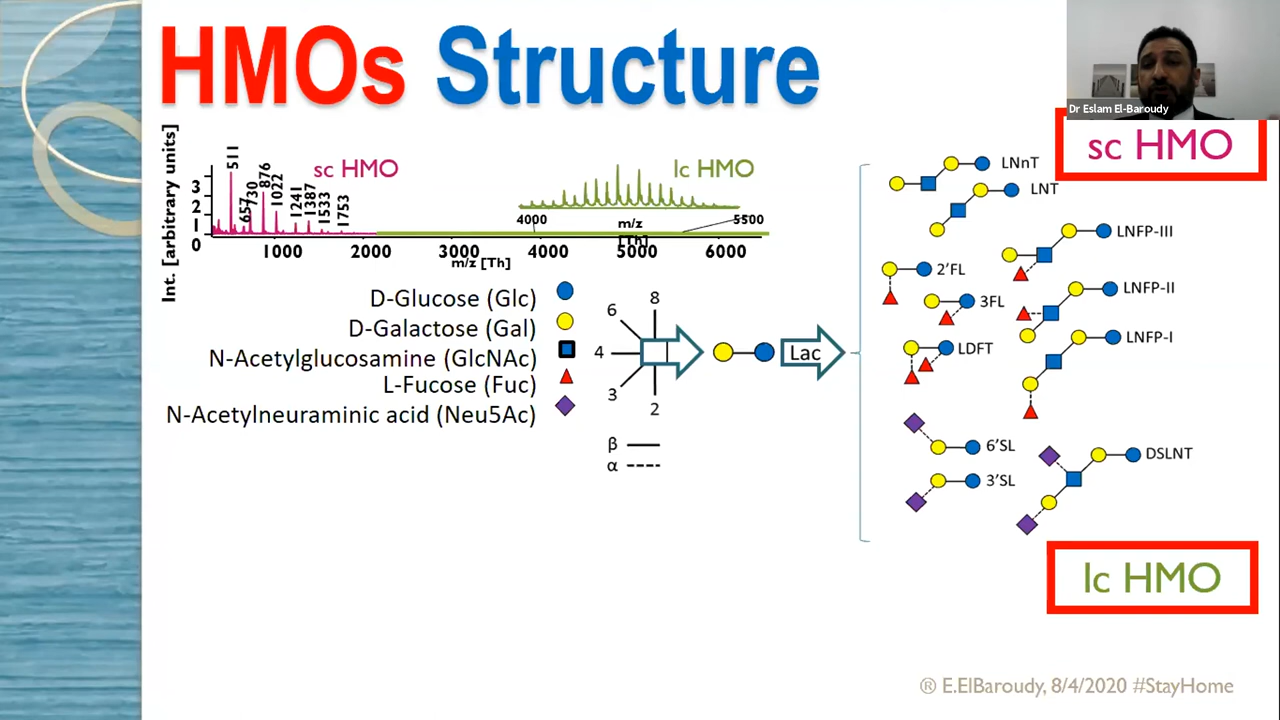 HMOs Structure
Dr Eslam El-Baroudy
sc HMO
Int. [arbitrary units]
3
2
1
0
511
657
730
876
1022
1241
1387
1533
1753
sc HMO
lc HMO
4000
m/z
[Th]
5500
1000
2000
3000
4000
5000
6000
m/z [Th]
D-Glucose (Glc)
D-Galactose (Gal)
N-Acetylglucosamine (GlcNAc)
L-Fucose (Fuc)
N-Acetylneuraminic acid (Neu5Ac)
8
6
4
3
2
β
α
Lac
LNnT
LNT
LNFP-III
2’FL
LNFP-II
3FL
LNFP-I
LDFT
6’SL
DSLNT
3’SL
lc HMO
® E.ElBaroudy, 8/4/2020 #StayHome